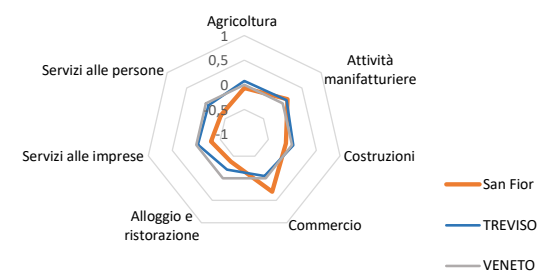 Agricoltura
1
0,5
0
0,5
-1
Attività
manifatturiere
Costruzioni
Commercio
Alloggio e
ristorazione
Servizi alle imprese
Servizi alle persone
San Fior
TREVISO
VENETO